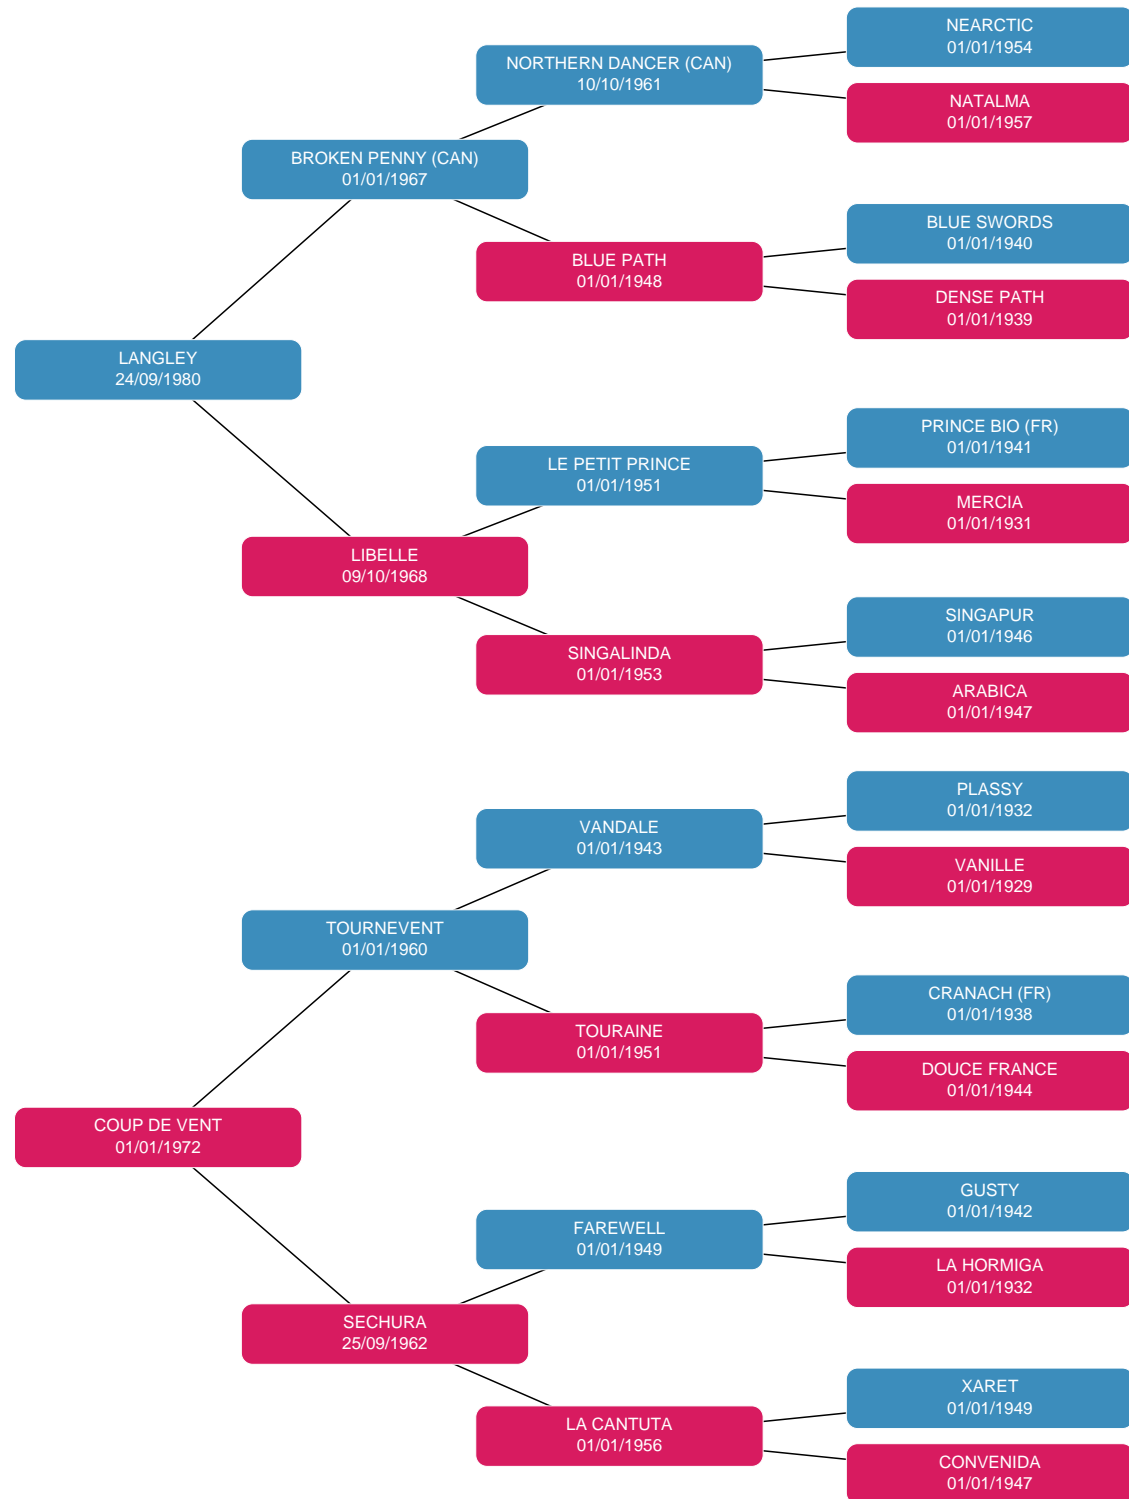 NEARCTIC
01/01/1954
NORTHERN DANCER (CAN)
10/10/1961
NATALMA
01/01/1957
BROKEN PENNY (CAN)
01/01/1967
BLUE SWORDS
01/01/1940
BLUE PATH
01/01/1948
DENSE PATH
01/01/1939
LANGLEY
24/09/1980
PRINCE BIO (FR)
01/01/1941
LE PETIT PRINCE
01/01/1951
MERCIA
01/01/1931
LIBELLE
09/10/1968
SINGAPUR
01/01/1946
SINGALINDA
01/01/1953
ARABICA
01/01/1947
PLASSY
01/01/1932
VANDALE
01/01/1943
VANILLE
01/01/1929
TOURNEVENT
01/01/1960
CRANACH (FR)
01/01/1938
TOURAINE
01/01/1951
DOUCE FRANCE
01/01/1944
COUP DE VENT
01/01/1972
GUSTY
01/01/1942
FAREWELL
01/01/1949
LA HORMIGA
01/01/1932
SECHURA
25/09/1962
XARET
01/01/1949
LA CANTUTA
01/01/1956
CONVENIDA
01/01/1947